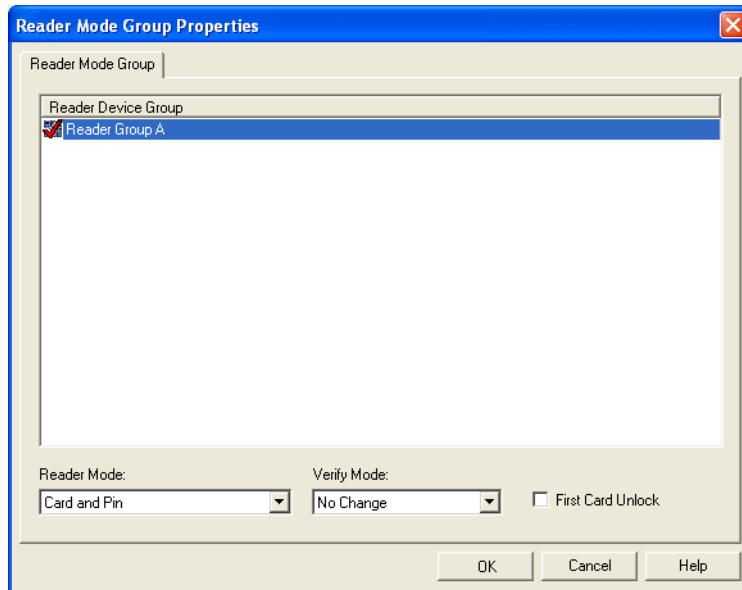 Reader Mode Group Properties
Reader Mode Group
Reader Device Group
Reader Group A
Reader Mode: Verify Mode:
Card and Pin No Change First Card Unlock
OK Cancel Help